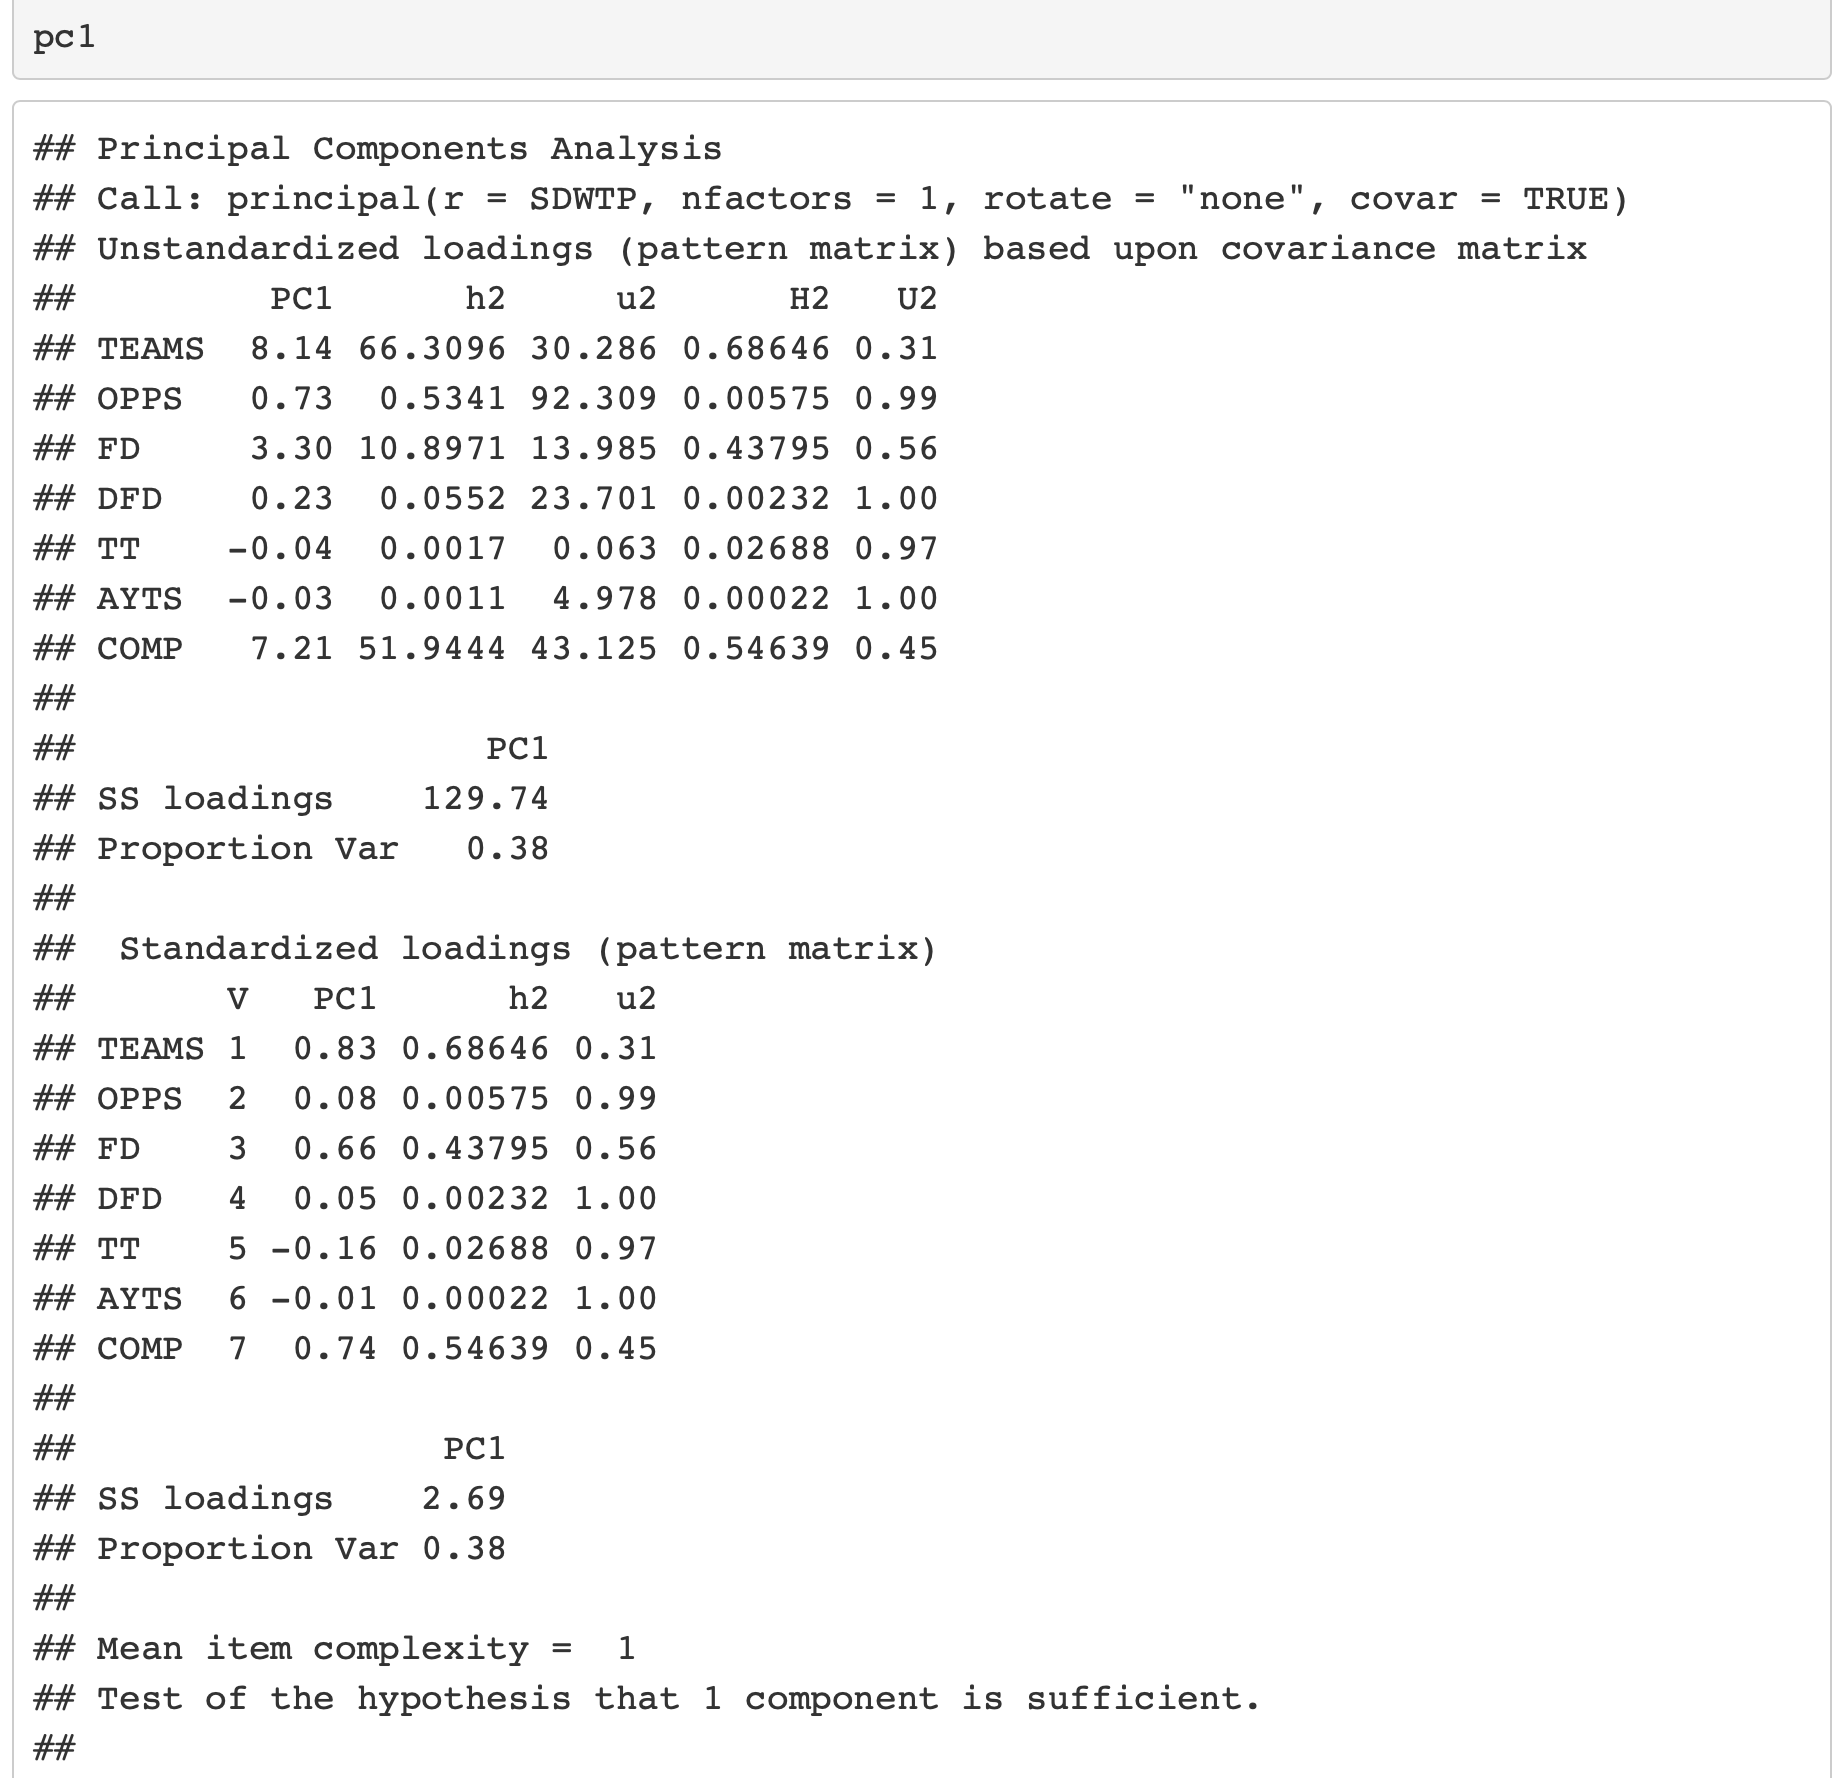 pc1
## Principal Components Analysis
## Call: principal(r = SDWTP, nfactors = 1, rotate = "none", covar = TRUE)
## Unstandardized loadings (pattern matrix) based upon covariance matrix
##         PC1      h2     u2      H2   U2
## TEAMS  8.14 66.3096 30.286 0.68646 0.31
## OPPS   0.73  0.5341 92.309 0.00575 0.99
## FD     3.30 10.8971 13.985 0.43795 0.56
## DFD    0.23  0.0552 23.701 0.00232 1.00
## TT    -0.04  0.0017  0.063 0.02688 0.97
## AYTS  -0.03  0.0011  4.978 0.00022 1.00
## COMP   7.21 51.9444 43.125 0.54639 0.45
##
##                   PC1
## SS loadings    129.74
## Proportion Var   0.38
##
##  Standardized loadings (pattern matrix)
##       V   PC1      h2   u2
## TEAMS 1  0.83 0.68646 0.31
## OPPS  2  0.08 0.00575 0.99
## FD    3  0.66 0.43795 0.56
## DFD   4  0.05 0.00232 1.00
## TT    5 -0.16 0.02688 0.97
## AYTS  6 -0.01 0.00022 1.00
## COMP  7  0.74 0.54639 0.45
##
##                 PC1
## SS loadings    2.69
## Proportion Var 0.38
##
## Mean item complexity =  1
## Test of the hypothesis that 1 component is sufficient.
##